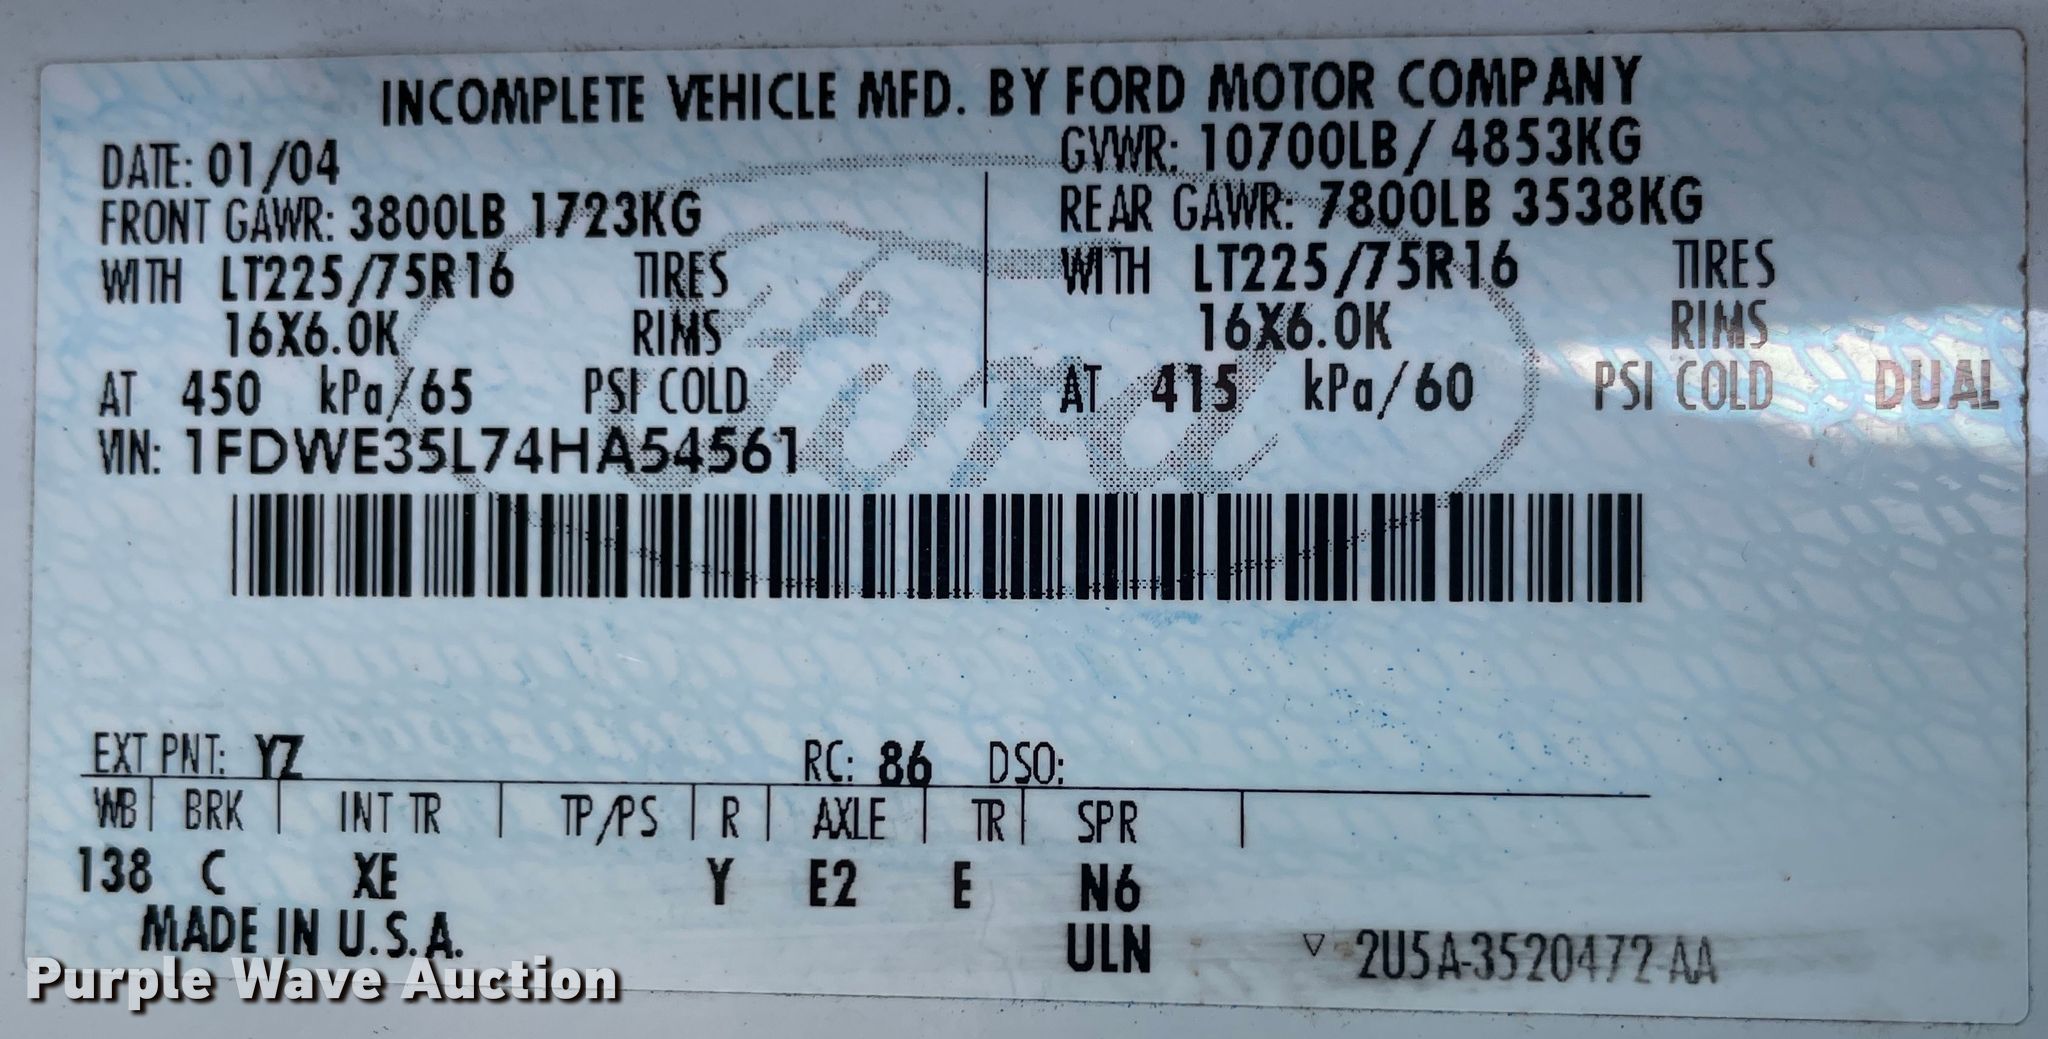 INCOMPLETE VEHICLE MFD. BY FORD MOTOR COMPANY
DATE: 01/04 GVWR: 10700LB/ 4853KG
FRONT GAWR: 3800LB 1723KG REAR GAWR: 7800LB 3538KG
WITH LT225/75R16 TIRES WITH LT225/75R16 TIRES
16X6.0K RIMS 16X6.0K RIMS
AT 450 kPa/65 PSI COLD AT 415 kPa/60 PSI COLD DUAL
VIN: 1FDWE35L74HA54561
Ford
EXT PNT: YZ RC: 86 DSO:
WB BRK INT TR TP/PS R AXLE TR SPR
138 C XE Y E2 E N6
MADE IN U.S.A. ULN ▽ 2U5A-3520472-AA
Purple Wave Auction